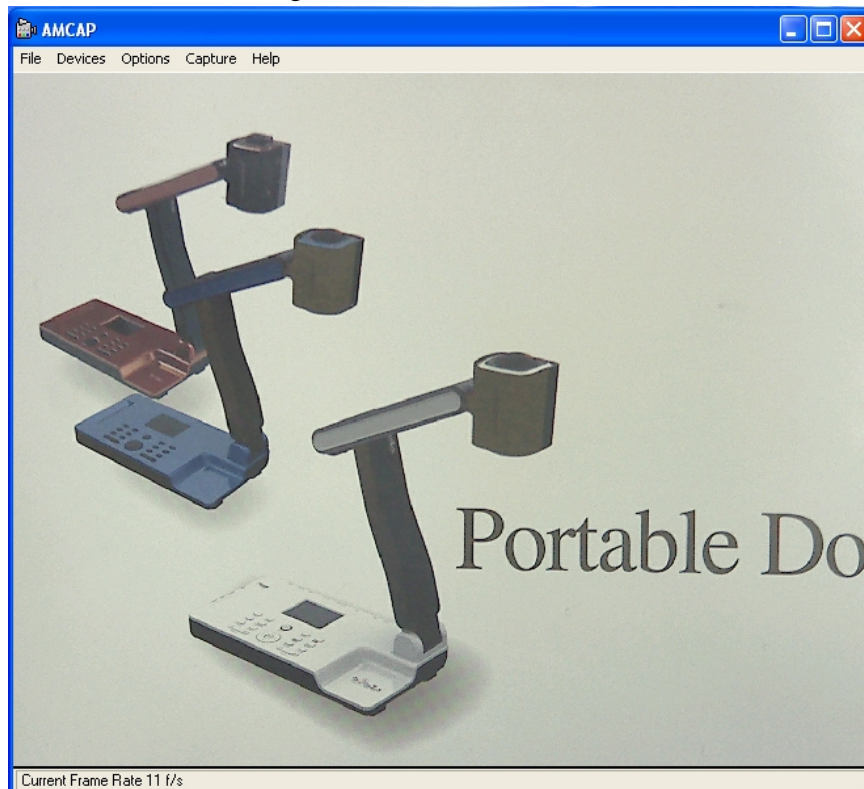 AMCAP
File Devices Options Capture Help
Portable Do
Current Frame Rate 11 f/s